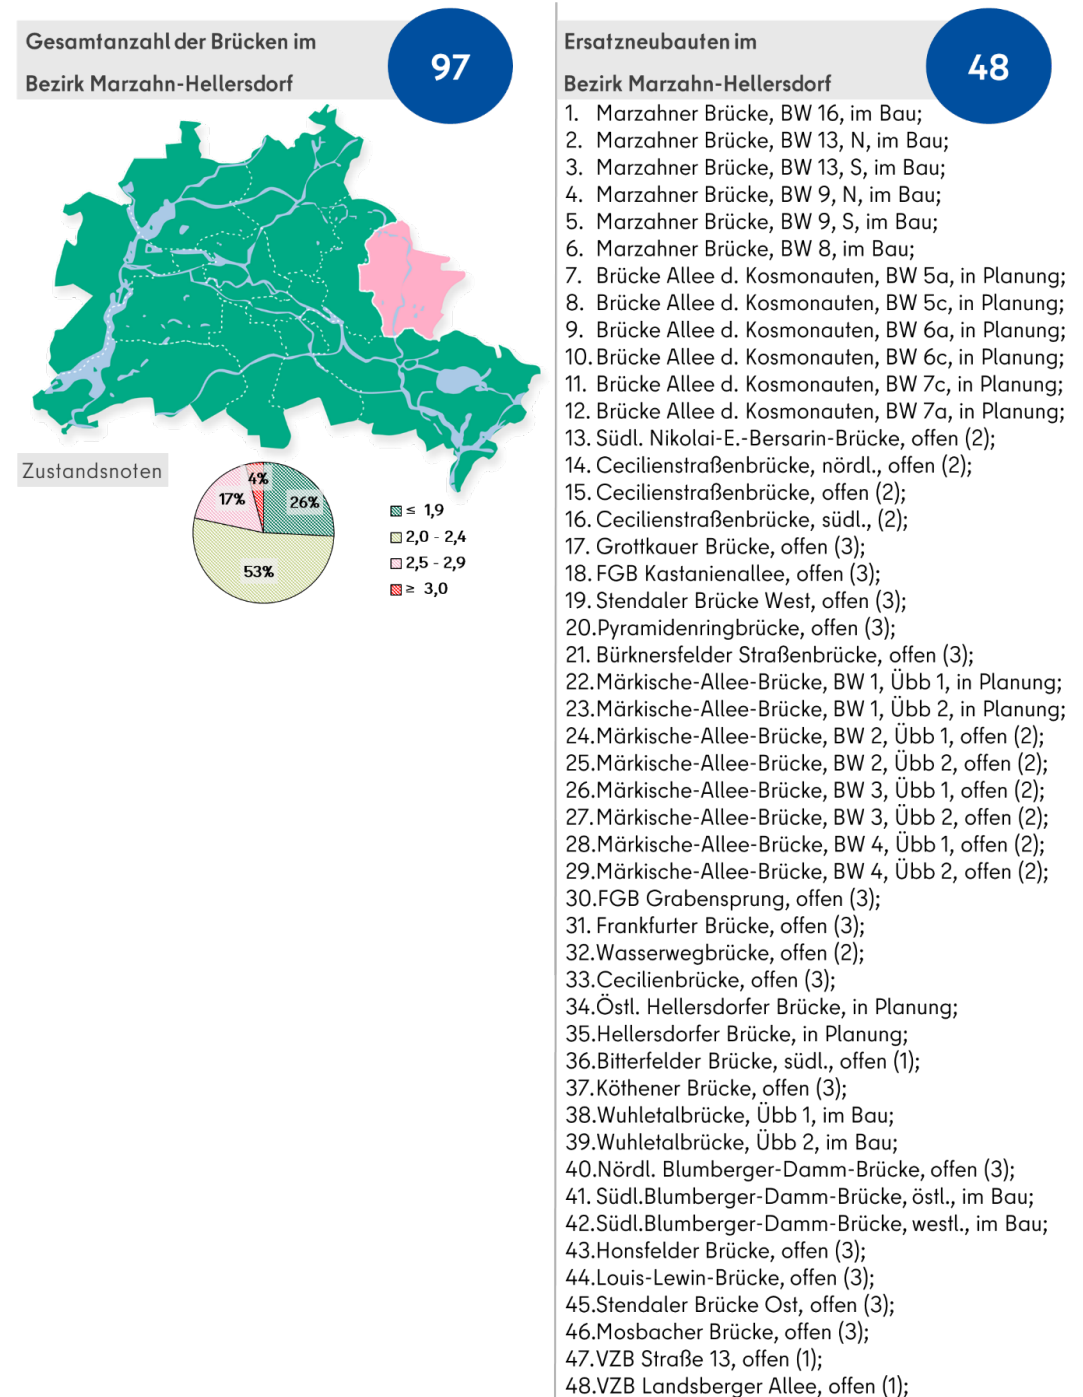 Gesamtanzahl der Brücken im
Bezirk Marzahn-Hellersdorf
97
Zustandsnoten
4%
17%
26%
53%
≤ 1,9
2,0 - 2,4
2,5 - 2,9
≥ 3,0
Ersatzneubauten im
Bezirk Marzahn-Hellersdorf
48
1. Marzahner Brücke, BW 16, im Bau;
2. Marzahner Brücke, BW 13, N, im Bau;
3. Marzahner Brücke, BW 13, S, im Bau;
4. Marzahner Brücke, BW 9, N, im Bau;
5. Marzahner Brücke, BW 9, S, im Bau;
6. Marzahner Brücke, BW 8, im Bau;
7. Brücke Allee d. Kosmonauten, BW 5a, in Planung;
8. Brücke Allee d. Kosmonauten, BW 5c, in Planung;
9. Brücke Allee d. Kosmonauten, BW 6a, in Planung;
10. Brücke Allee d. Kosmonauten, BW 6c, in Planung;
11. Brücke Allee d. Kosmonauten, BW 7c, in Planung;
12. Brücke Allee d. Kosmonauten, BW 7a, in Planung;
13. Südl. Nikolai-E.-Bersarin-Brücke, offen (2);
14. Cecilienstraßenbrücke, nördl., offen (2);
15. Cecilienstraßenbrücke, offen (2);
16. Cecilienstraßenbrücke, südl., (2);
17. Grottkauer Brücke, offen (3);
18. FGB Kastanienallee, offen (3);
19. Stendaler Brücke West, offen (3);
20.Pyramidenringbrücke, offen (3);
21. Bürknersfelder Straßenbrücke, offen (3);
22.Märkische-Allee-Brücke, BW 1, Übb 1, in Planung;
23.Märkische-Allee-Brücke, BW 1, Übb 2, in Planung;
24.Märkische-Allee-Brücke, BW 2, Übb 1, offen (2);
25.Märkische-Allee-Brücke, BW 2, Übb 2, offen (2);
26.Märkische-Allee-Brücke, BW 3, Übb 1, offen (2);
27.Märkische-Allee-Brücke, BW 3, Übb 2, offen (2);
28.Märkische-Allee-Brücke, BW 4, Übb 1, offen (2);
29.Märkische-Allee-Brücke, BW 4, Übb 2, offen (2);
30.FGB Grabensprung, offen (3);
31. Frankfurter Brücke, offen (3);
32.Wasserwegbrücke, offen (2);
33.Cecilienbrücke, offen (3);
34.Östl. Hellersdorfer Brücke, in Planung;
35.Hellersdorfer Brücke, in Planung;
36.Bitterfelder Brücke, südl., offen (1);
37.Köthener Brücke, offen (3);
38.Wuhletalbrücke, Übb 1, im Bau;
39.Wuhletalbrücke, Übb 2, im Bau;
40.Nördl. Blumberger-Damm-Brücke, offen (3);
41. Südl.Blumberger-Damm-Brücke, östl., im Bau;
42.Südl.Blumberger-Damm-Brücke, westl., im Bau;
43.Honsfelder Brücke, offen (3);
44.Louis-Lewin-Brücke, offen (3);
45.Stendaler Brücke Ost, offen (3);
46.Mosbacher Brücke, offen (3);
47.VZB Straße 13, offen (1);
48.VZB Landsberger Allee, offen (1);